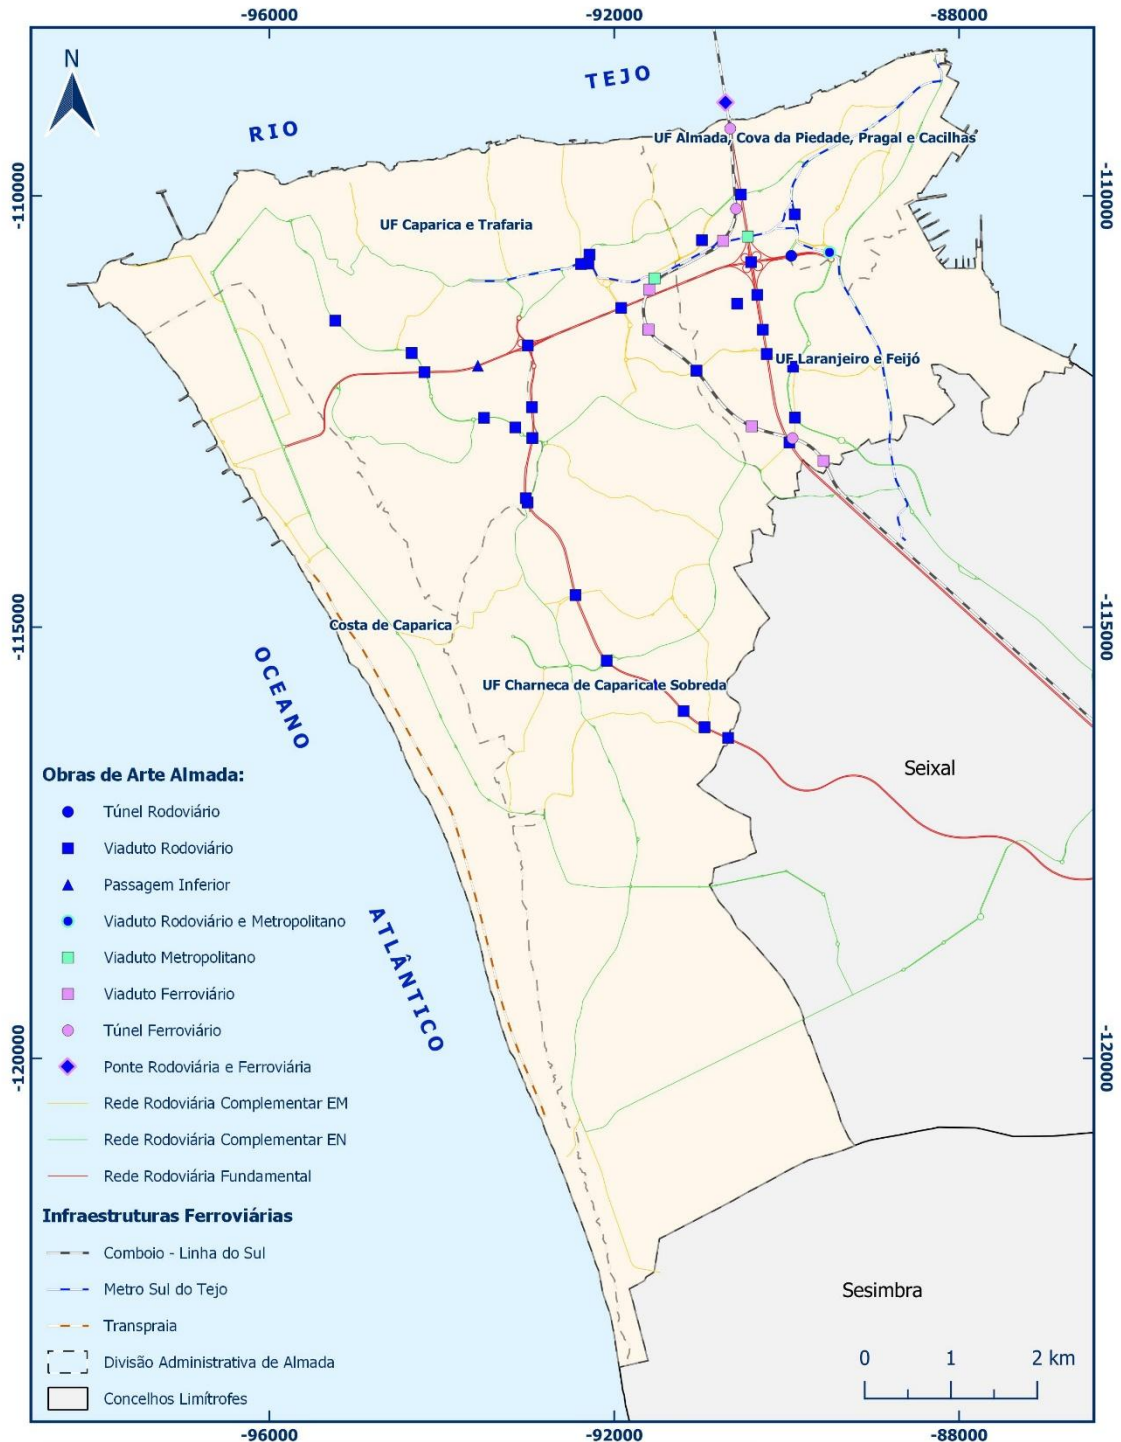 -96000 -92000 -88000
N
TEJO
RIO
UF Almada, Cova da Piedade, Pragal e Cacilhas
-110000 -110000
UF Caparica e Trafaria
UF Laranjeiro e Feijó
-115000 -115000
Costa de Caparica
OCEANO
UF Charneca de Caparica e Sobreda
Seixal
Obras de Arte Almada:
Túnel Rodoviário
Viaduto Rodoviário
Passagem Inferior
Viaduto Rodoviário e Metropolitano
ATLÂNTICO
Viaduto Metropolitano
Viaduto Ferroviário
Túnel Ferroviário
-120000 -120000
Ponte Rodoviária e Ferroviária
Rede Rodoviária Complementar EM
Rede Rodoviária Complementar EN
Rede Rodoviária Fundamental
Infraestruturas Ferroviárias
Comboio - Linha do Sul
Metro Sul do Tejo
Sesimbra
Transpraia
Divisão Administrativa de Almada
0 1 2 km
Concelhos Limítrofes
-96000 -92000 -88000